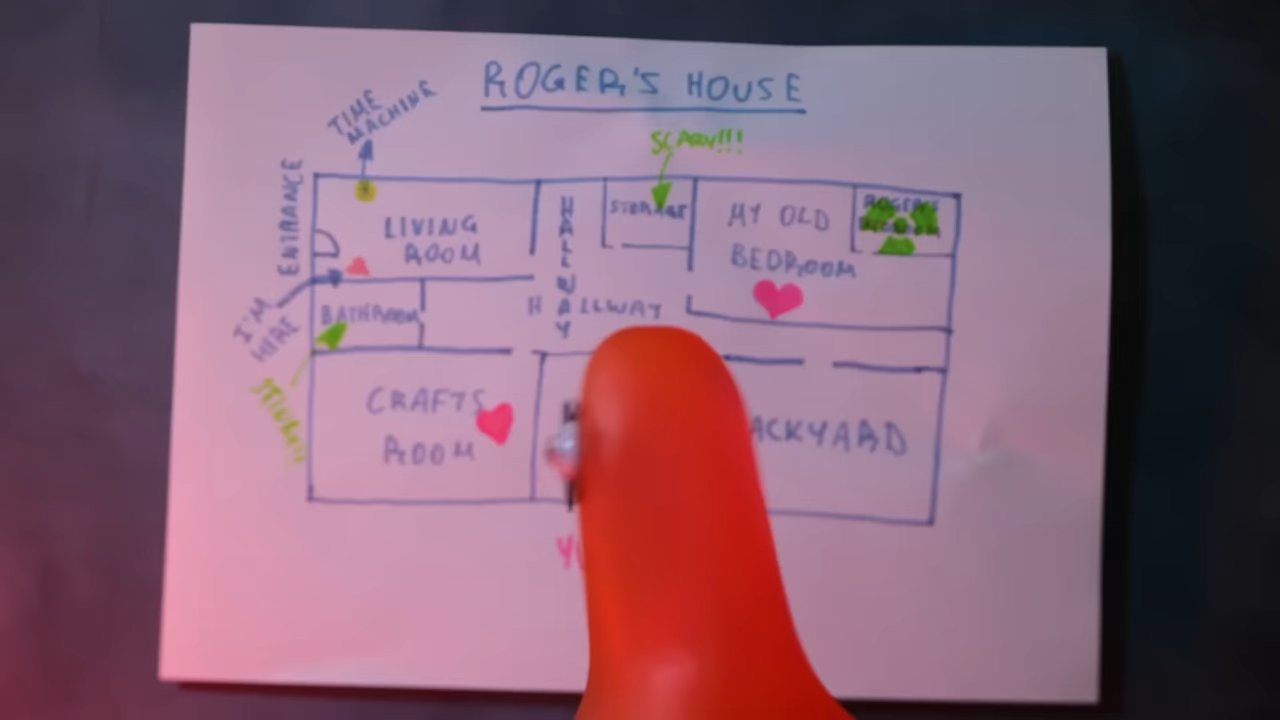 ROGER'S HOUSE
TIME
MACHINE
SCARY!!!
ENTRANCE
LIVING
ROOM
HALLWAY
STORAGE
MY OLD
BEDROOM
ROGER'S
HALLWAY
BATHROOM
I'M
HERE
CRAFTS
ROOM
ACKYARD